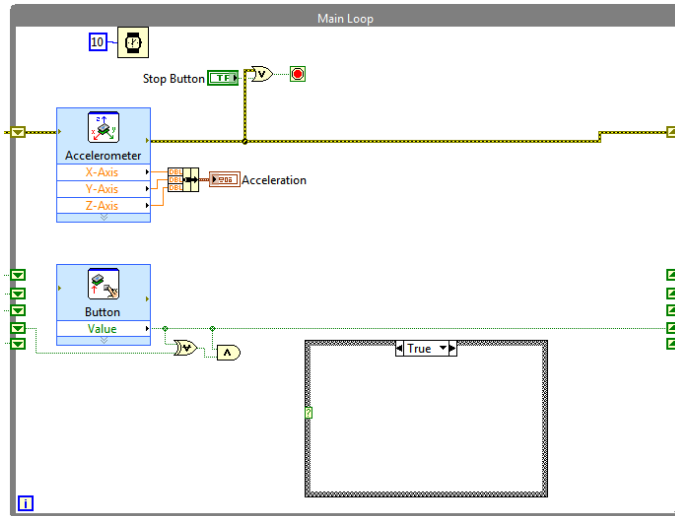 Main Loop
10
Stop Button
TF
Accelerometer
X-Axis
Y-Axis
Z-Axis
DBL
DBL
DBL
Acceleration
Button
Value
True
?
i